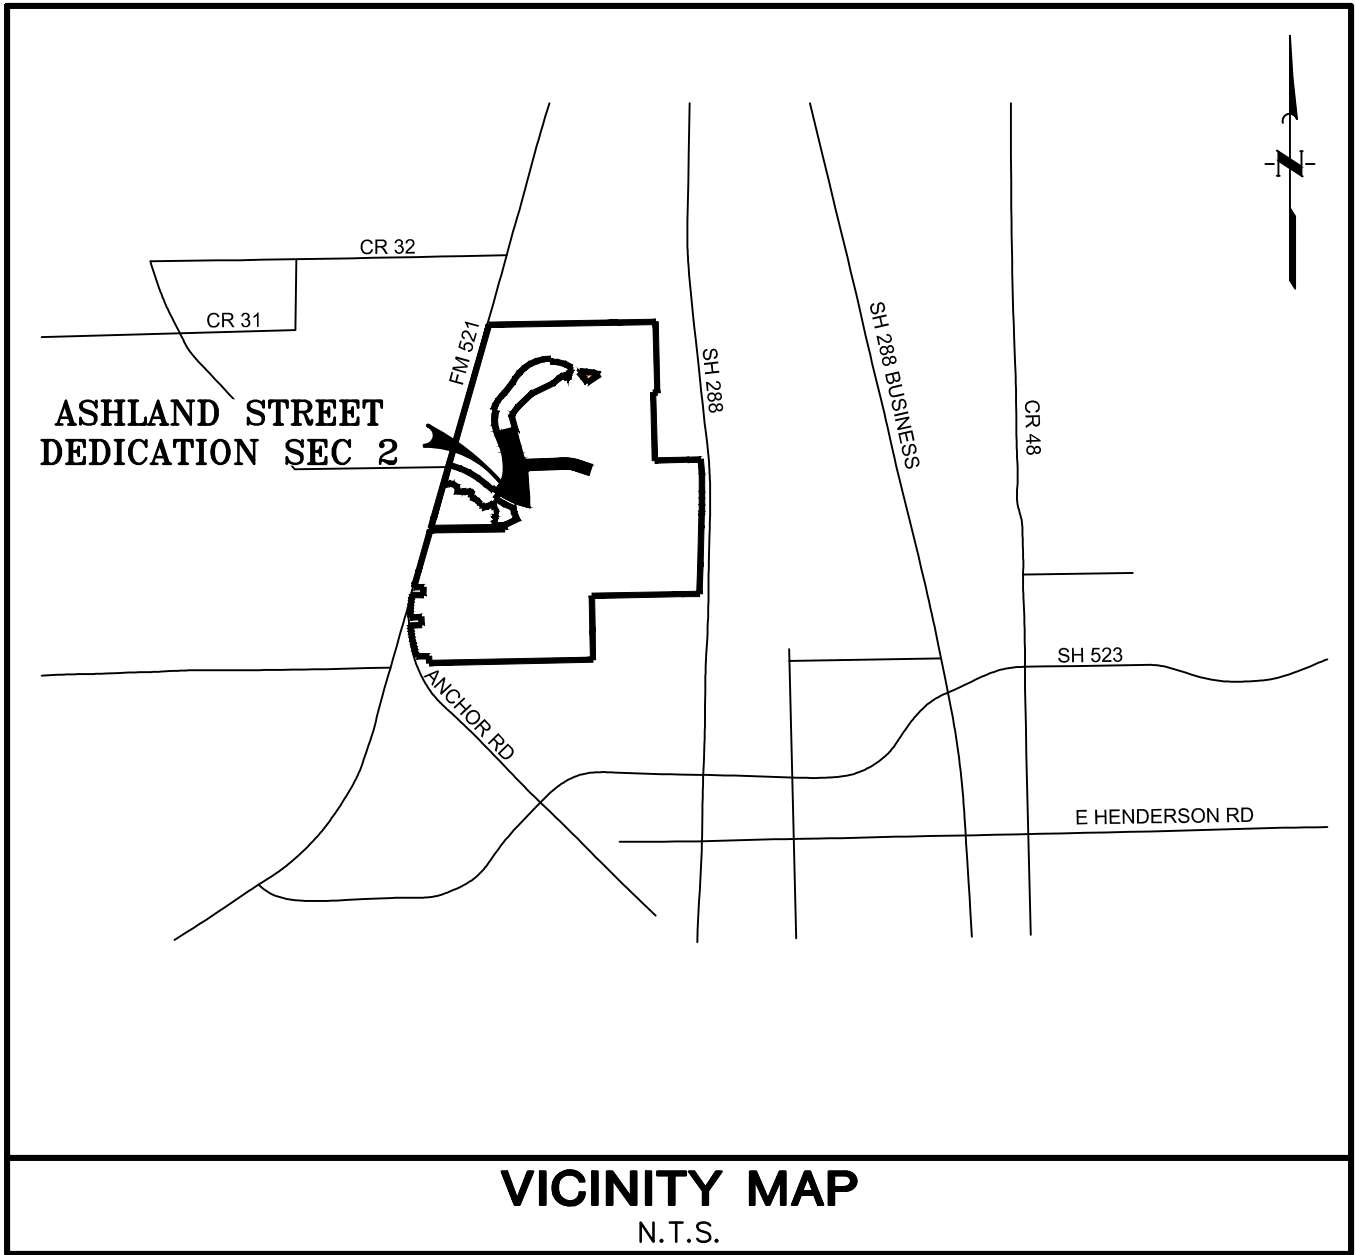 N
CR 32
CR 31
FM 521
SH 288
SH 288 BUSINESS
CR 48
ASHLAND STREET
DEDICATION SEC 2
SH 523
ANCHOR RD
E HENDERSON RD
VICINITY MAP
N.T.S.